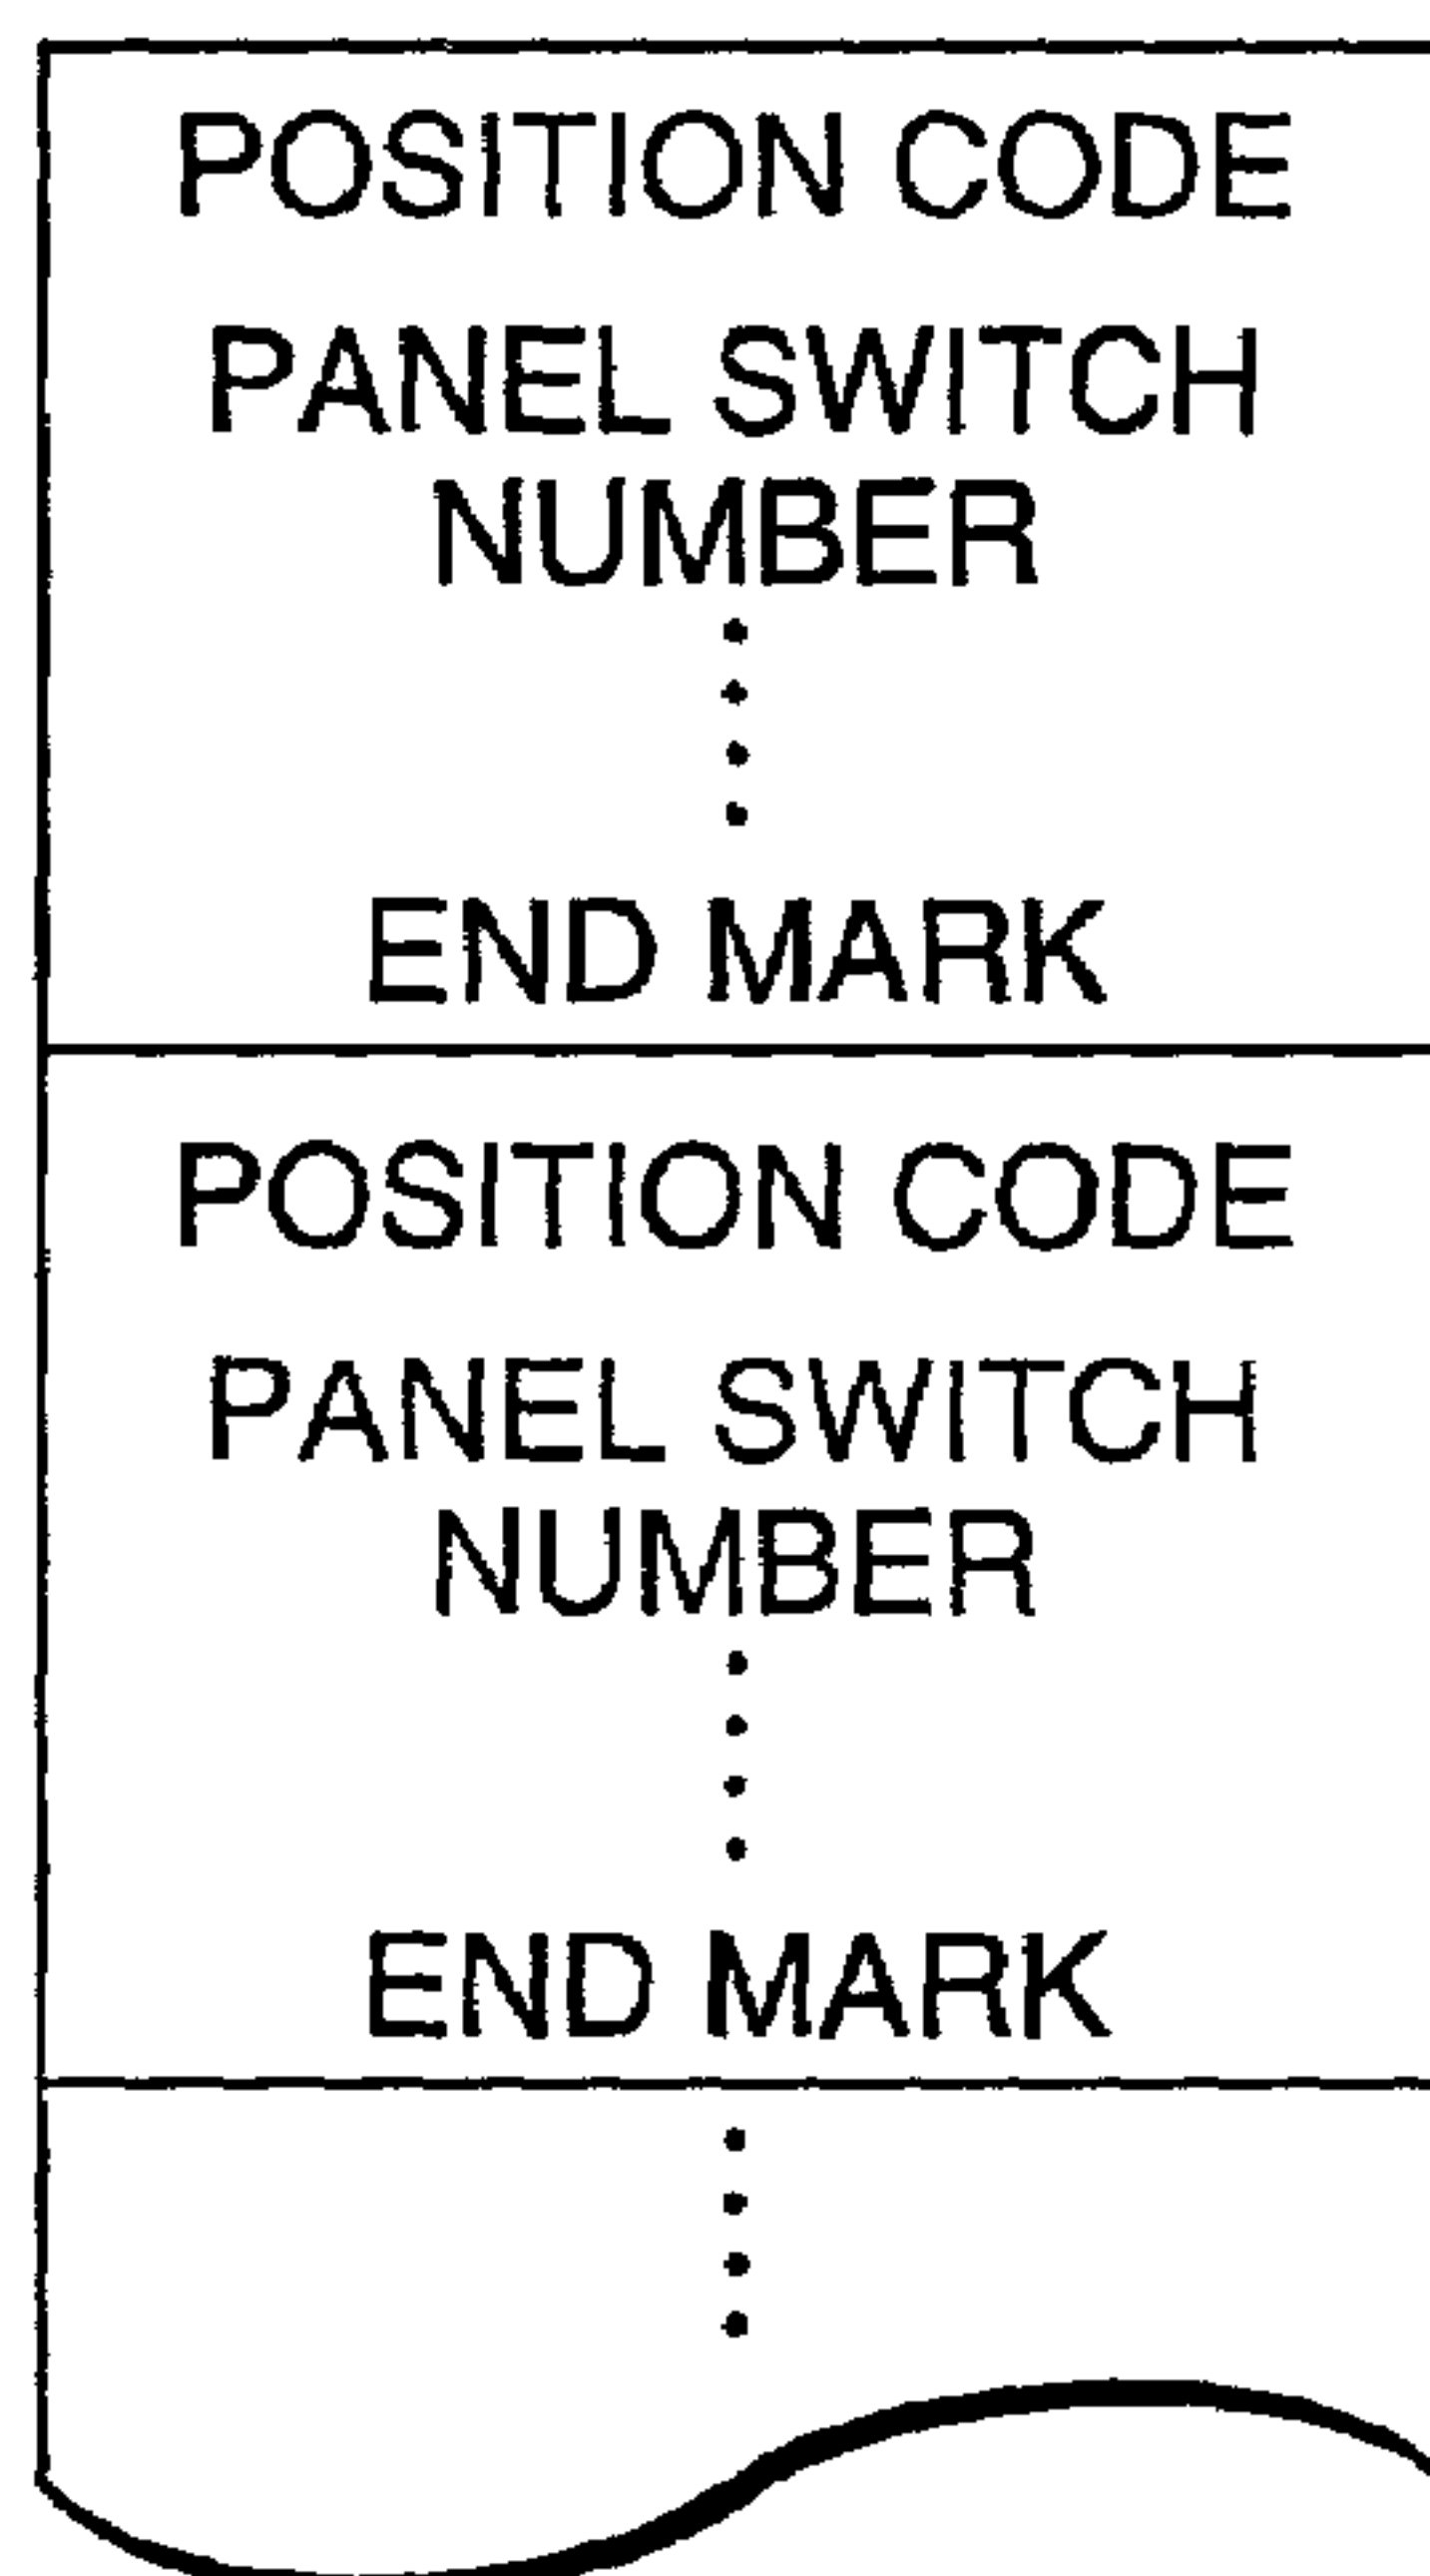 POSITION CODE
PANEL SWITCH
NUMBER
END MARK
POSITION CODE
PANEL SWITCH
NUMBER
END MARK